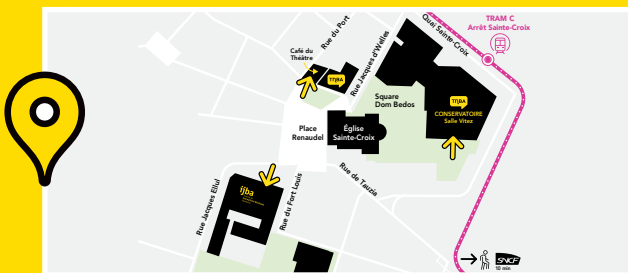 TRAM C
Arrêt Sainte-Croix
Quai Sainte-Croix
Rue du Port
Rue Jacques d'Welles
Café du
Théâtre
TnBA
Square
Dom Bedos
TnBA
CONSERVATOIRE
Salle Vitez
Place
Renaudel
Église
Sainte-Croix
Rue de Tauzia
ijba
Rue Jacques Ellul
Rue du Fort Louis
SNCF
10 min